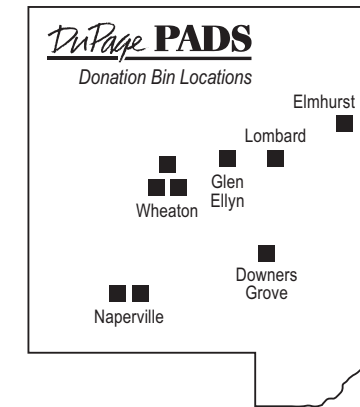 DuPage PADS
Donation Bin Locations
Elmhurst
Lombard
Glen
Ellyn
Wheaton
Downers
Grove
Naperville